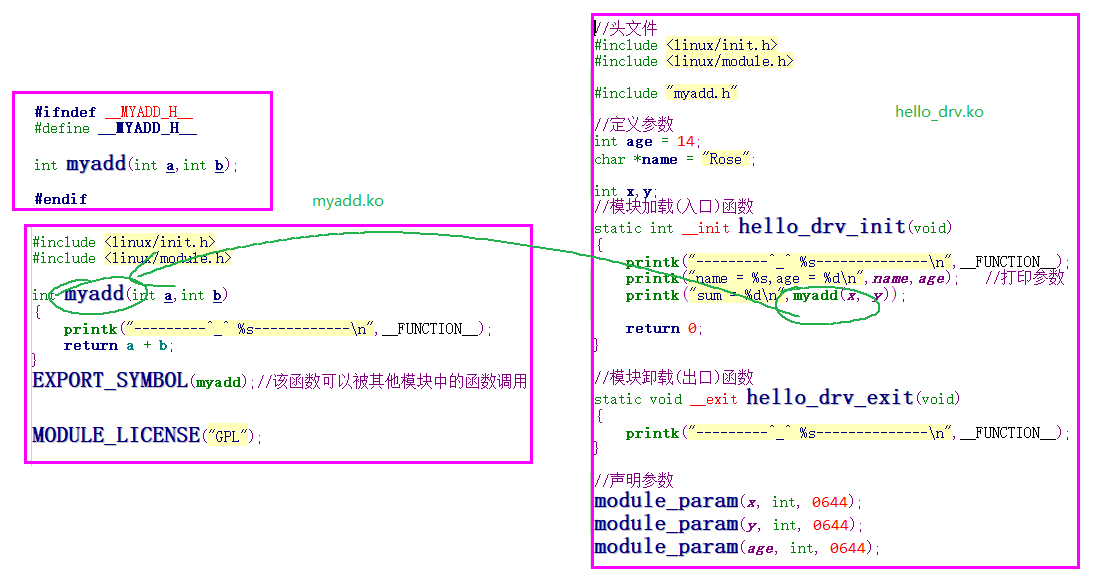 #ifndef __MYADD_H__
#define __MYADD_H__
int myadd(int a,int b);
#endif
myadd.ko
#include <linux/init.h>
#include <linux/module.h>
int myadd(int a,int b)
{
printk("---------^_^ %s------------\n",__FUNCTION__);
return a + b;
}
EXPORT_SYMBOL(myadd);//该函数可以被其他模块中的函数调用
MODULE_LICENSE("GPL");
//头文件
#include <linux/init.h>
#include <linux/module.h>
#include "myadd.h"
hello_drv.ko
//定义参数
int age = 14;
char *name = "Rose";
int x,y;
//模块加载(入口)函数
static int __init hello_drv_init(void)
{
printk("---------^_^ %s--------------\n",__FUNCTION__);
printk("name = %s,age = %d\n",name,age); //打印参数
printk("sum = %d\n",myadd(x, y));
return 0;
}
//模块卸载(出口)函数
static void __exit hello_drv_exit(void)
{
printk("---------^_^ %s--------------\n",__FUNCTION__);
}
//声明参数
module_param(x, int, 0644);
module_param(y, int, 0644);
module_param(age, int, 0644);